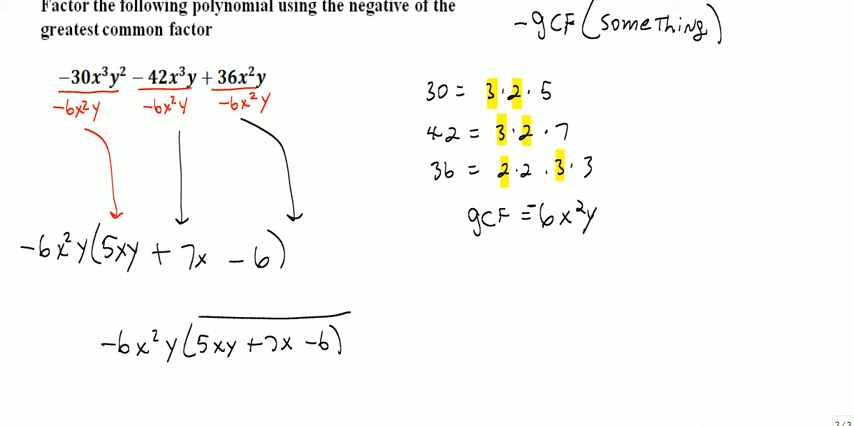 Factor the following polynomial using the negative of the
greatest common factor
-gCF(something)
−30x³y² − 42x³y + 36x²y
-6x²y -6x²y -6x²y
30 = 3·2·5
42 = 3·2·7
36 = 2·2·3·3
gCF = -6x²y
-6x²y(5xy + 7x - 6)
-6x²y(5xy + 7x - 6)
2/3